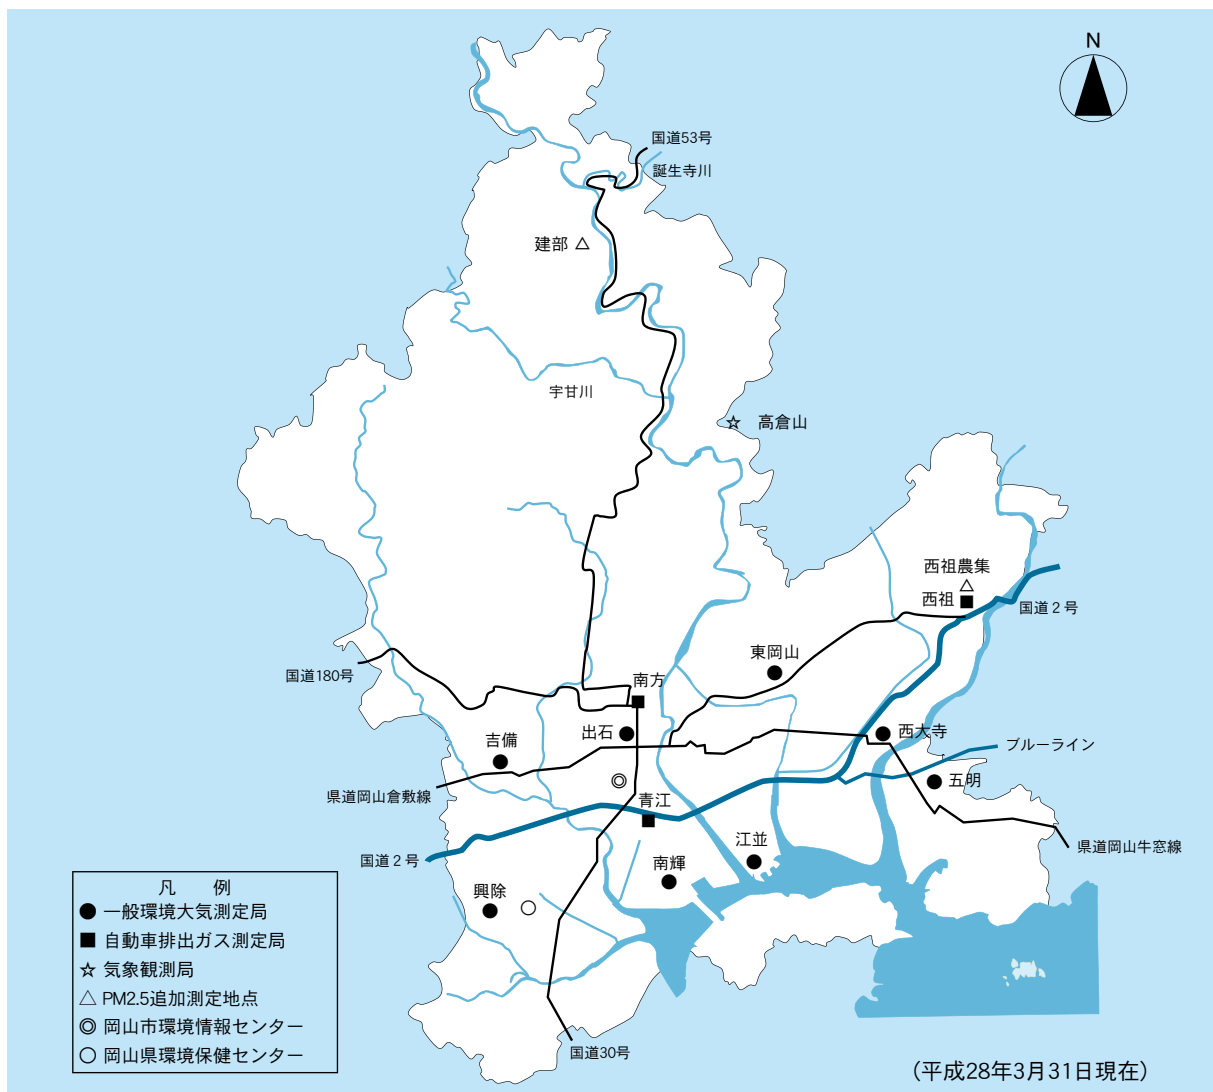 N
国道53号
誕生寺川
建部
宇甘川
高倉山
西祖農集
西祖
国道2号
東岡山
国道180号
南方
出石
西大寺
吉備
ブルーライン
五明
県道岡山倉敷線
青江
江並
県道岡山牛窓線
国道2号
南輝
興除
凡 例
一般環境大気測定局
自動車排出ガス測定局
気象観測局
PM2.5追加測定地点
岡山市環境情報センター
岡山県環境保健センター
国道30号
(平成28年3月31日現在)